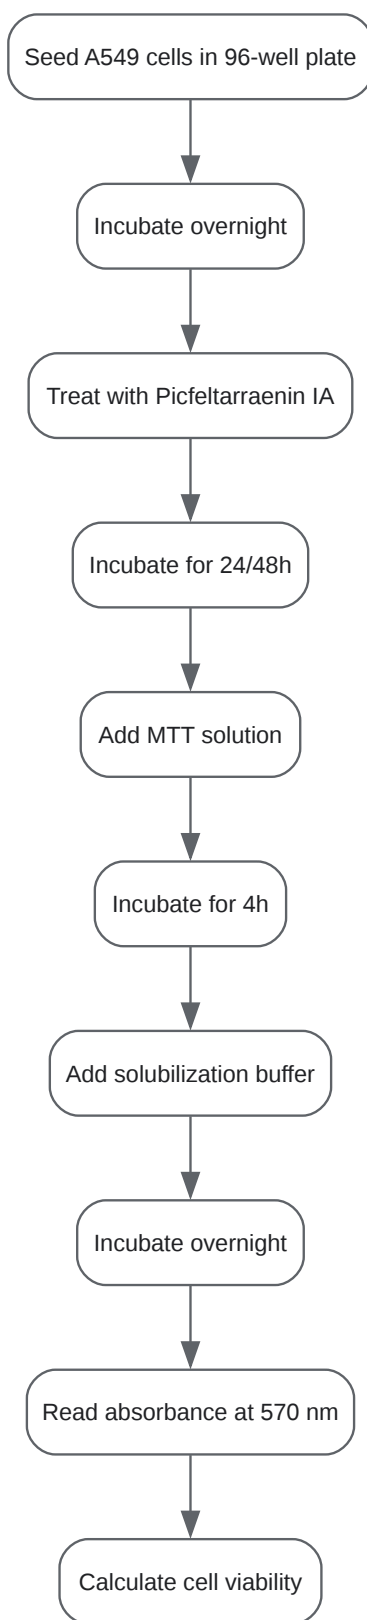 Seed A549 cells in 96-well plate
Incubate overnight
Treat with Picfeltarraenin IA
Incubate for 24/48h
Add MTT solution
Incubate for 4h
Add solubilization buffer
Incubate overnight
Read absorbance at 570 nm
Calculate cell viability